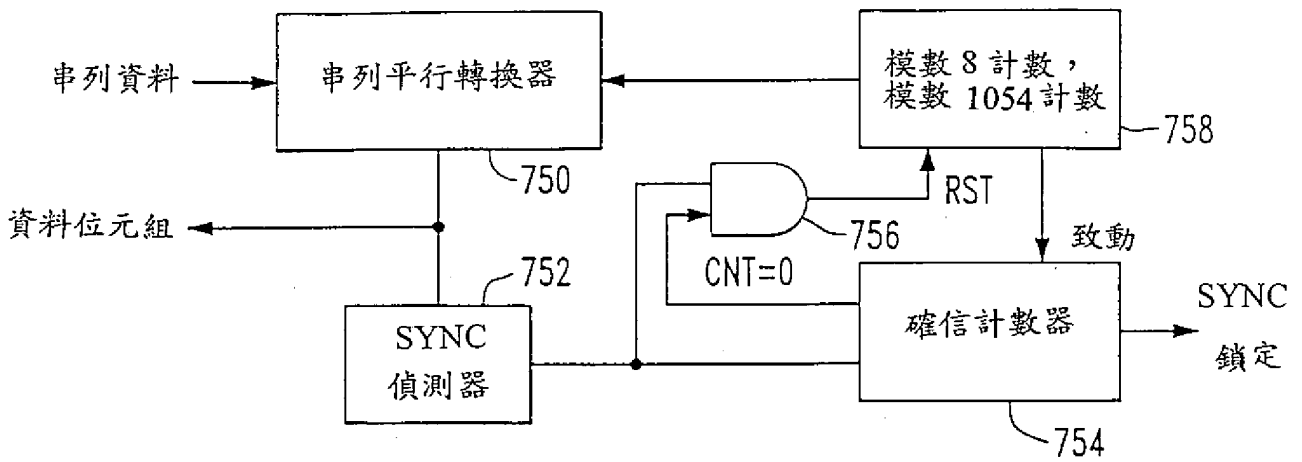 串列資料
串列平行轉換器
模數 8 計數，
模數 1054 計數
758
750
RST
資料位元組
756
致動
752
CNT=0
SYNC
偵測器
確信計數器
SYNC
鎖定
754